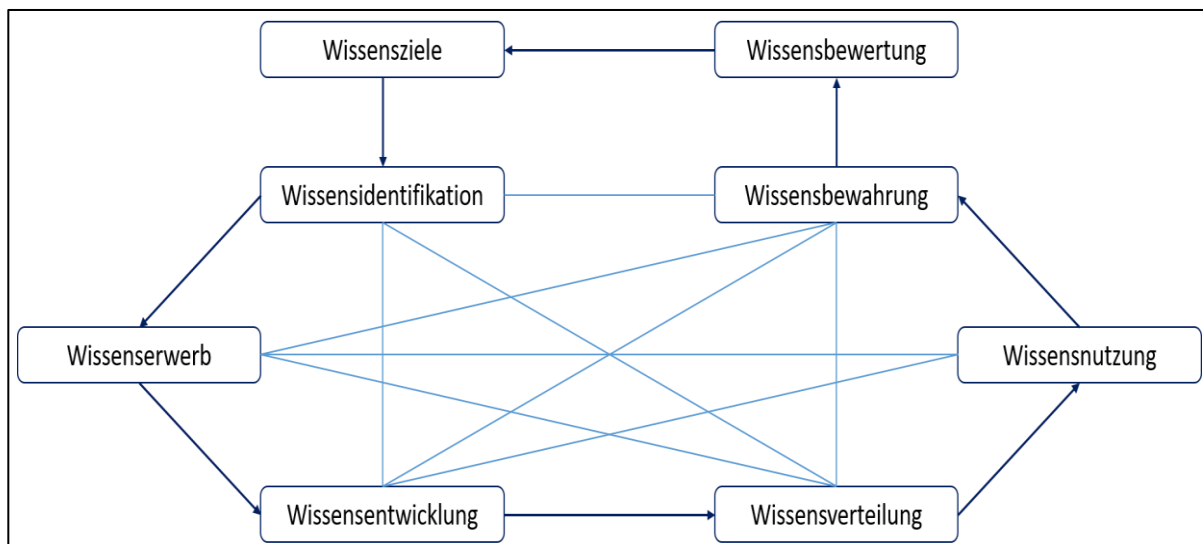 Wissensziele
Wissensbewertung
Wissensidentifikation
Wissensbewahrung
Wissenserwerb
Wissensnutzung
Wissensentwicklung
Wissensverteilung